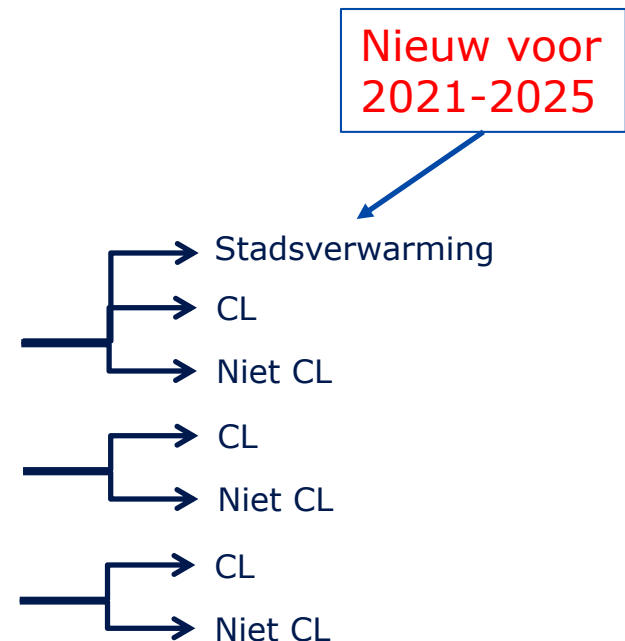 Nieuw voor
2021-2025
Stadsverwarming
CL
Niet CL
CL
Niet CL
CL
Niet CL